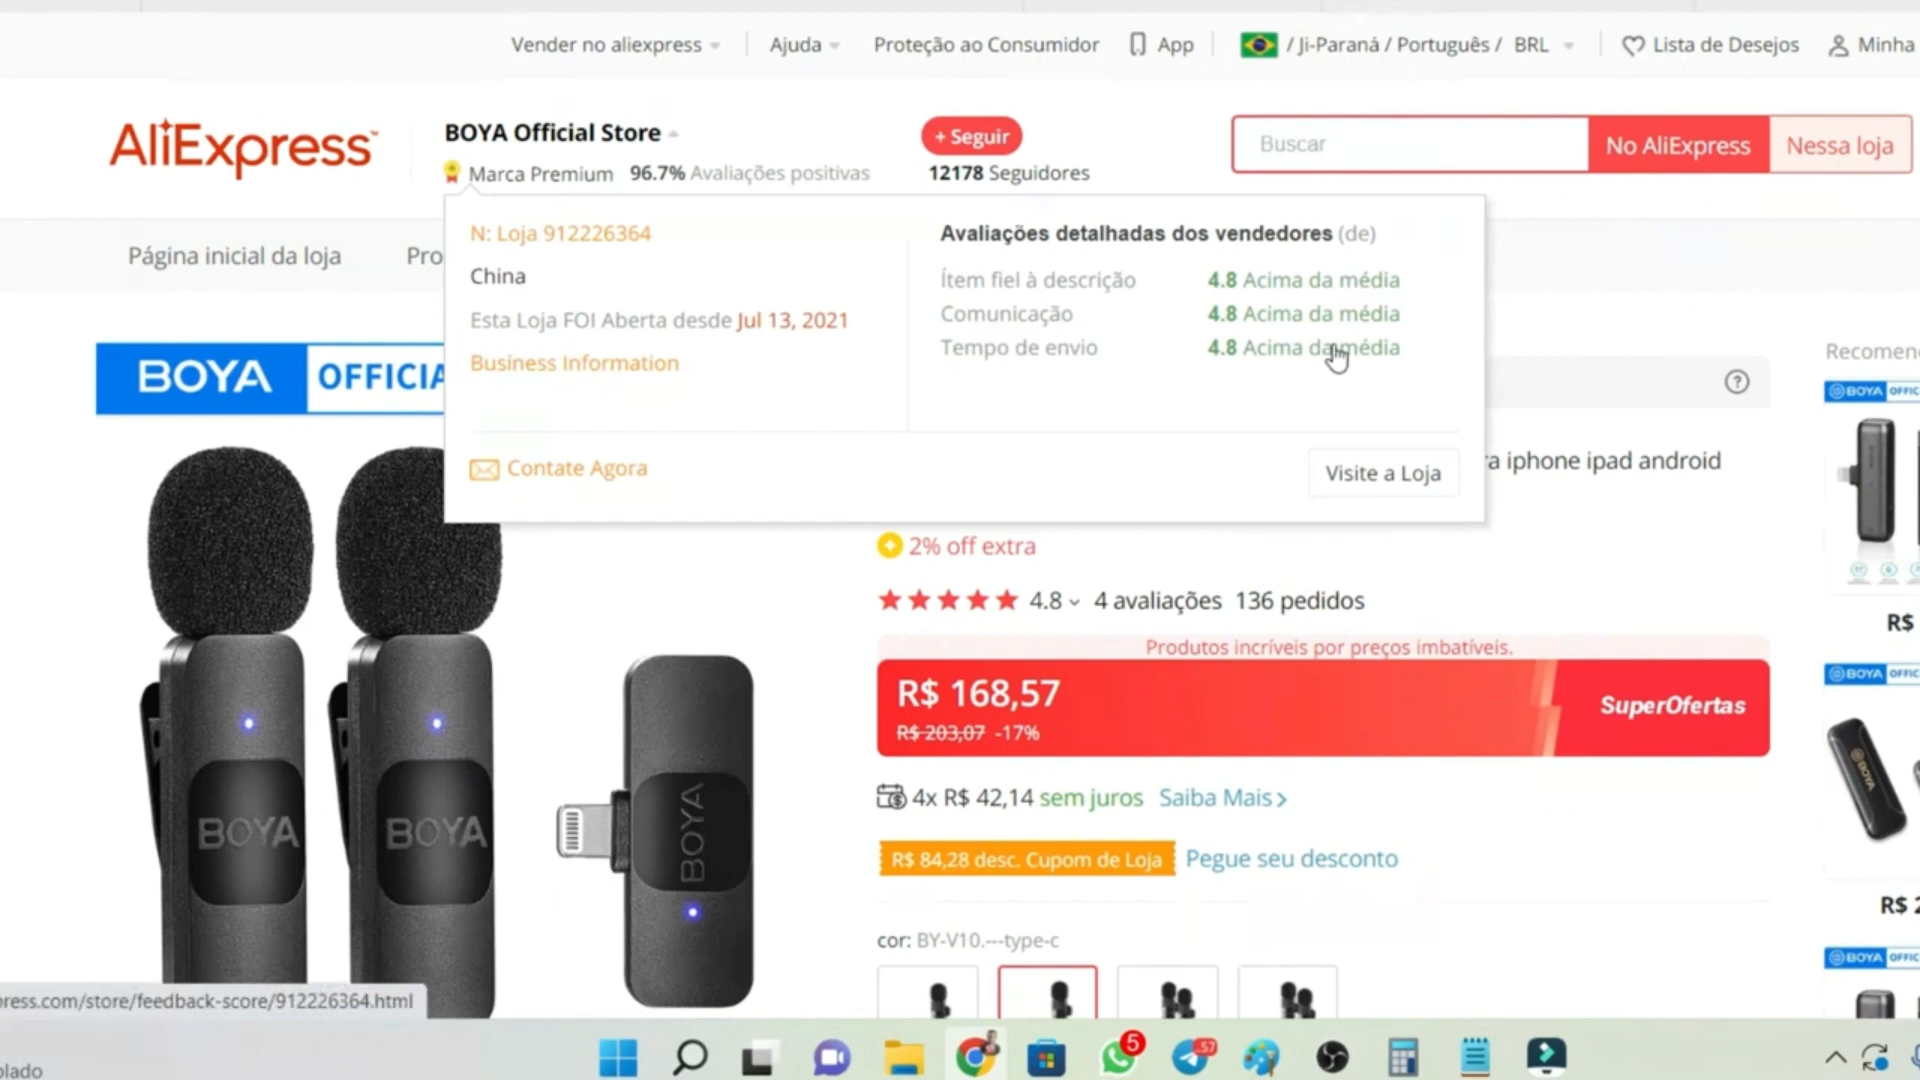 Vender no aliexpress
Ajuda
Proteção ao Consumidor
App
/ Ji-Paraná / Português / BRL
Lista de Desejos
Minha
AliExpress
BOYA Official Store
Marca Premium 96.7% Avaliações positivas
+ Seguir
12178 Seguidores
Buscar
No AliExpress
Nessa loja
Página inicial da loja
N: Loja 912226364
China
Esta Loja FOI Aberta desde Jul 13, 2021
Business Information
Contate Agora
Avaliações detalhadas dos vendedores (de)
Ítem fiel à descrição 4.8 Acima da média
Comunicação 4.8 Acima da média
Tempo de envio 4.8 Acima da média
Visite a Loja
BOYA
BOYA
BOYA
BOYA
iphone ipad android
2% off extra
4.8 4 avaliações 136 pedidos
Produtos incríveis por preços imbatíveis.
R$ 168,57
R$ 203,07 -17%
SuperOfertas
4x R$ 42,14 sem juros Saiba Mais
R$ 84,28 desc. Cupom de Loja Pegue seu desconto
cor: BY-V10.---type-c
BOYA
R$
BOYA
BOYA
BOYA
ress.com/store/feedback-score/912226364.html
5
57